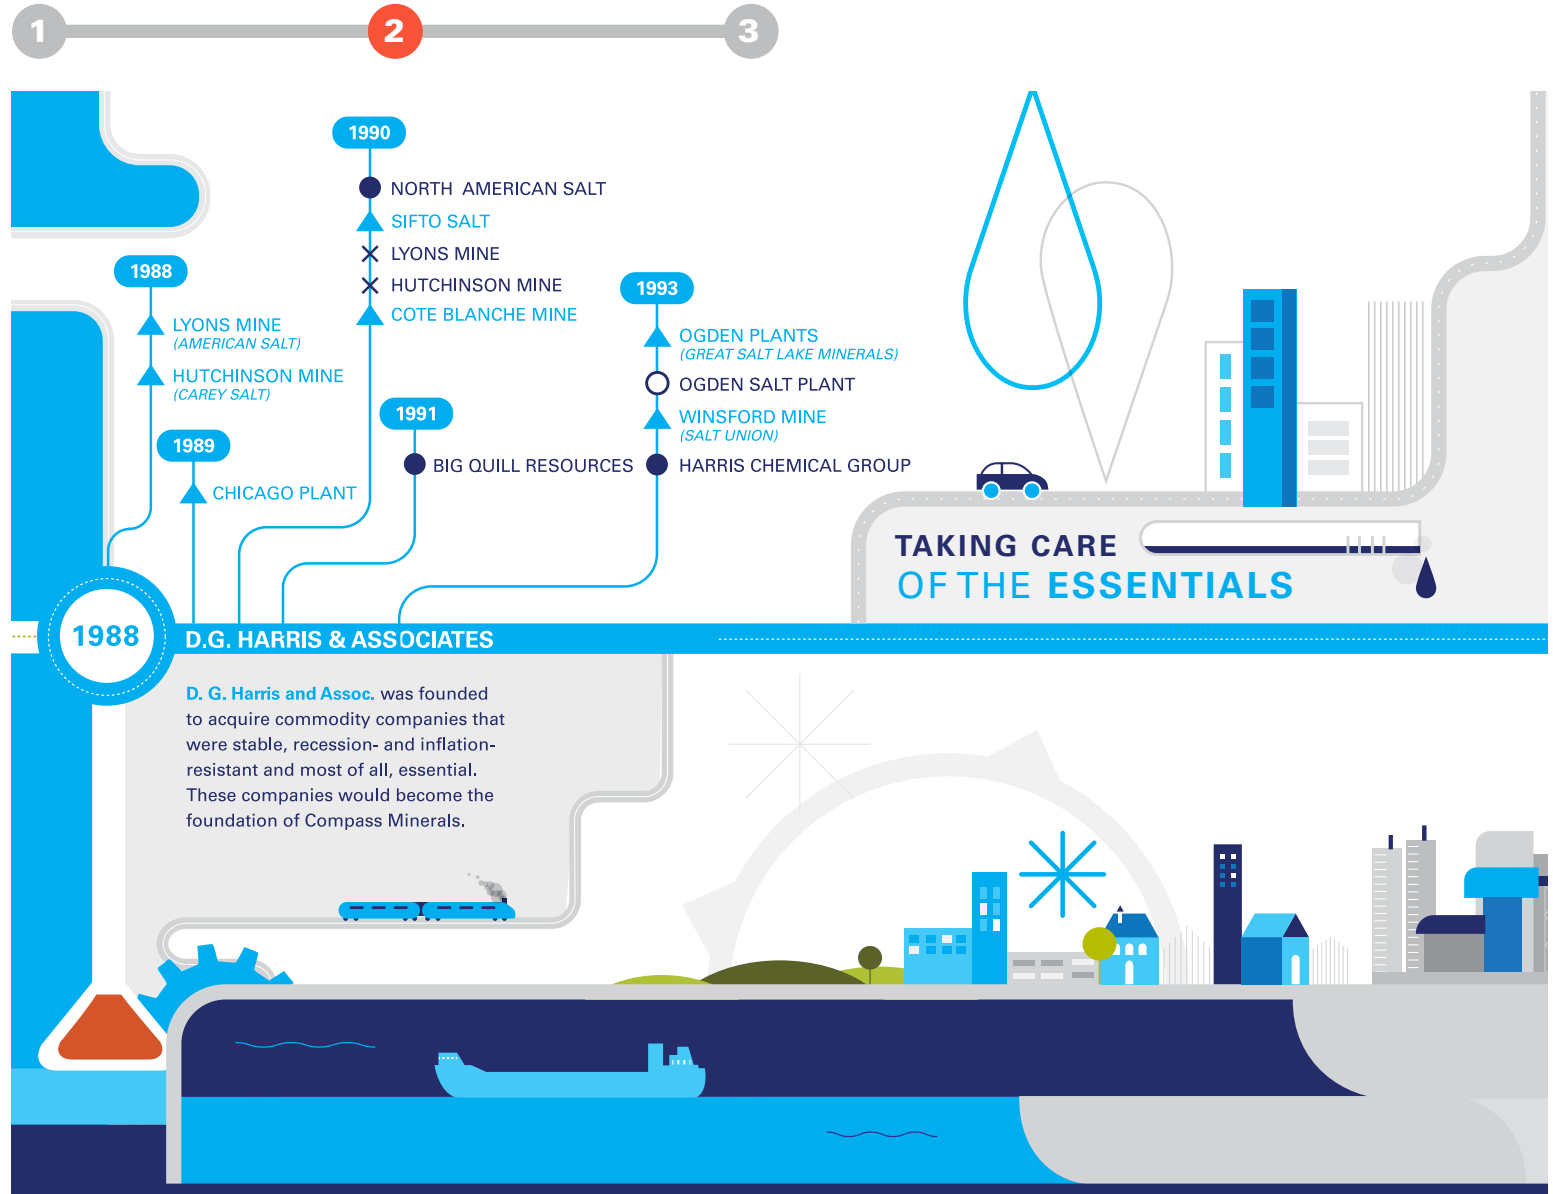 1
2
3
1990
NORTH AMERICAN SALT
SIFTO SALT
LYONS MINE
HUTCHINSON MINE
COTE BLANCHE MINE
1988
LYONS MINE
(AMERICAN SALT)
HUTCHINSON MINE
(CAREY SALT)
1993
OGDEN PLANTS
(GREAT SALT LAKE MINERALS)
OGDEN SALT PLANT
WINSFORD MINE
(SALT UNION)
HARRIS CHEMICAL GROUP
1991
BIG QUILL RESOURCES
1989
CHICAGO PLANT
TAKING CARE
OF THE ESSENTIALS
1988
D.G. HARRIS & ASSOCIATES
D. G. Harris and Assoc. was founded
to acquire commodity companies that
were stable, recession- and inflation-
resistant and most of all, essential.
These companies would become the
foundation of Compass Minerals.